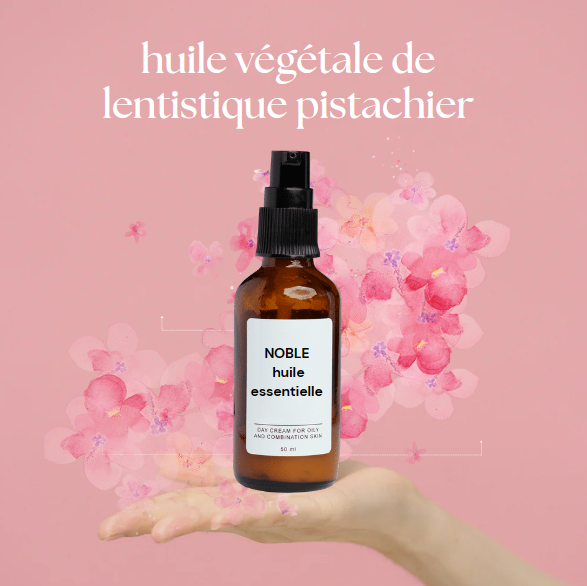 huile végétale de
lentistique pistachier
NOBLE
huile
essentielle
DAY CREAM FOR OILY
AND COMBINATION SKIN
50 ml